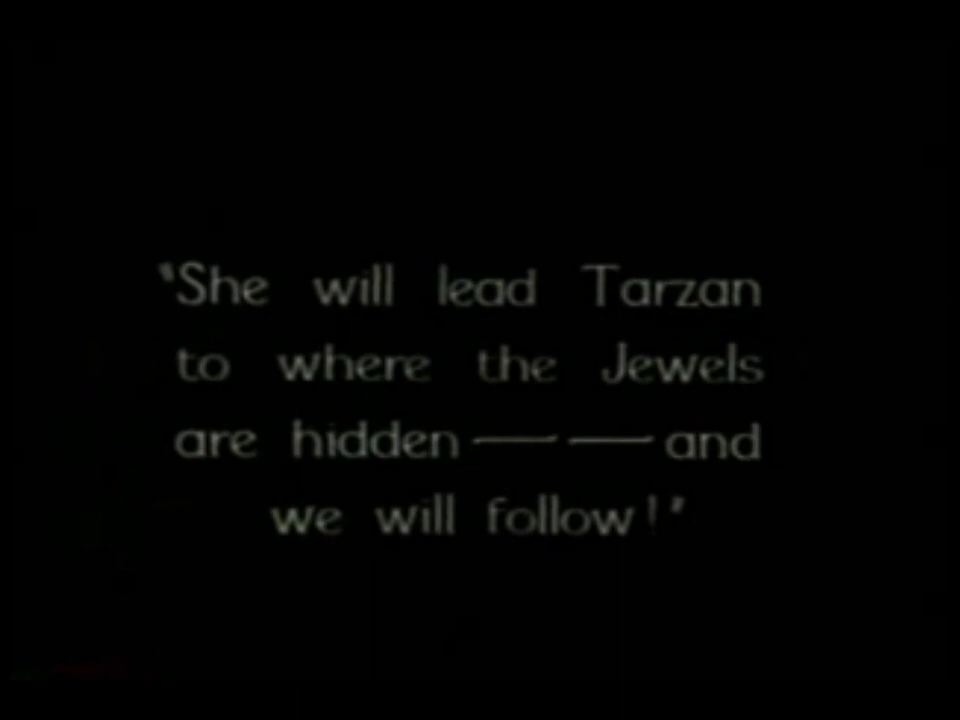 "She will lead Tarzan
to where the Jewels
are hidden — — and
we will follow!"